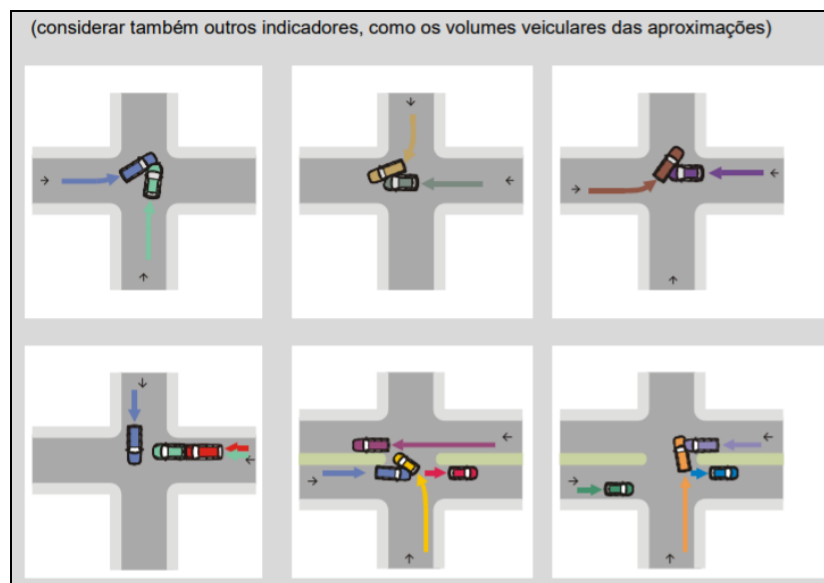 (considerar também outros indicadores, como os volumes veiculares das aproximações)